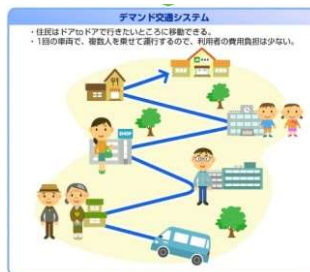 デマンド交通システム
・住民はドアtoドアで行きたいところに移動できる。
・1回の車両で、複数人を乗せて運行するので、利用者の費用負担は少ない。
SHOP